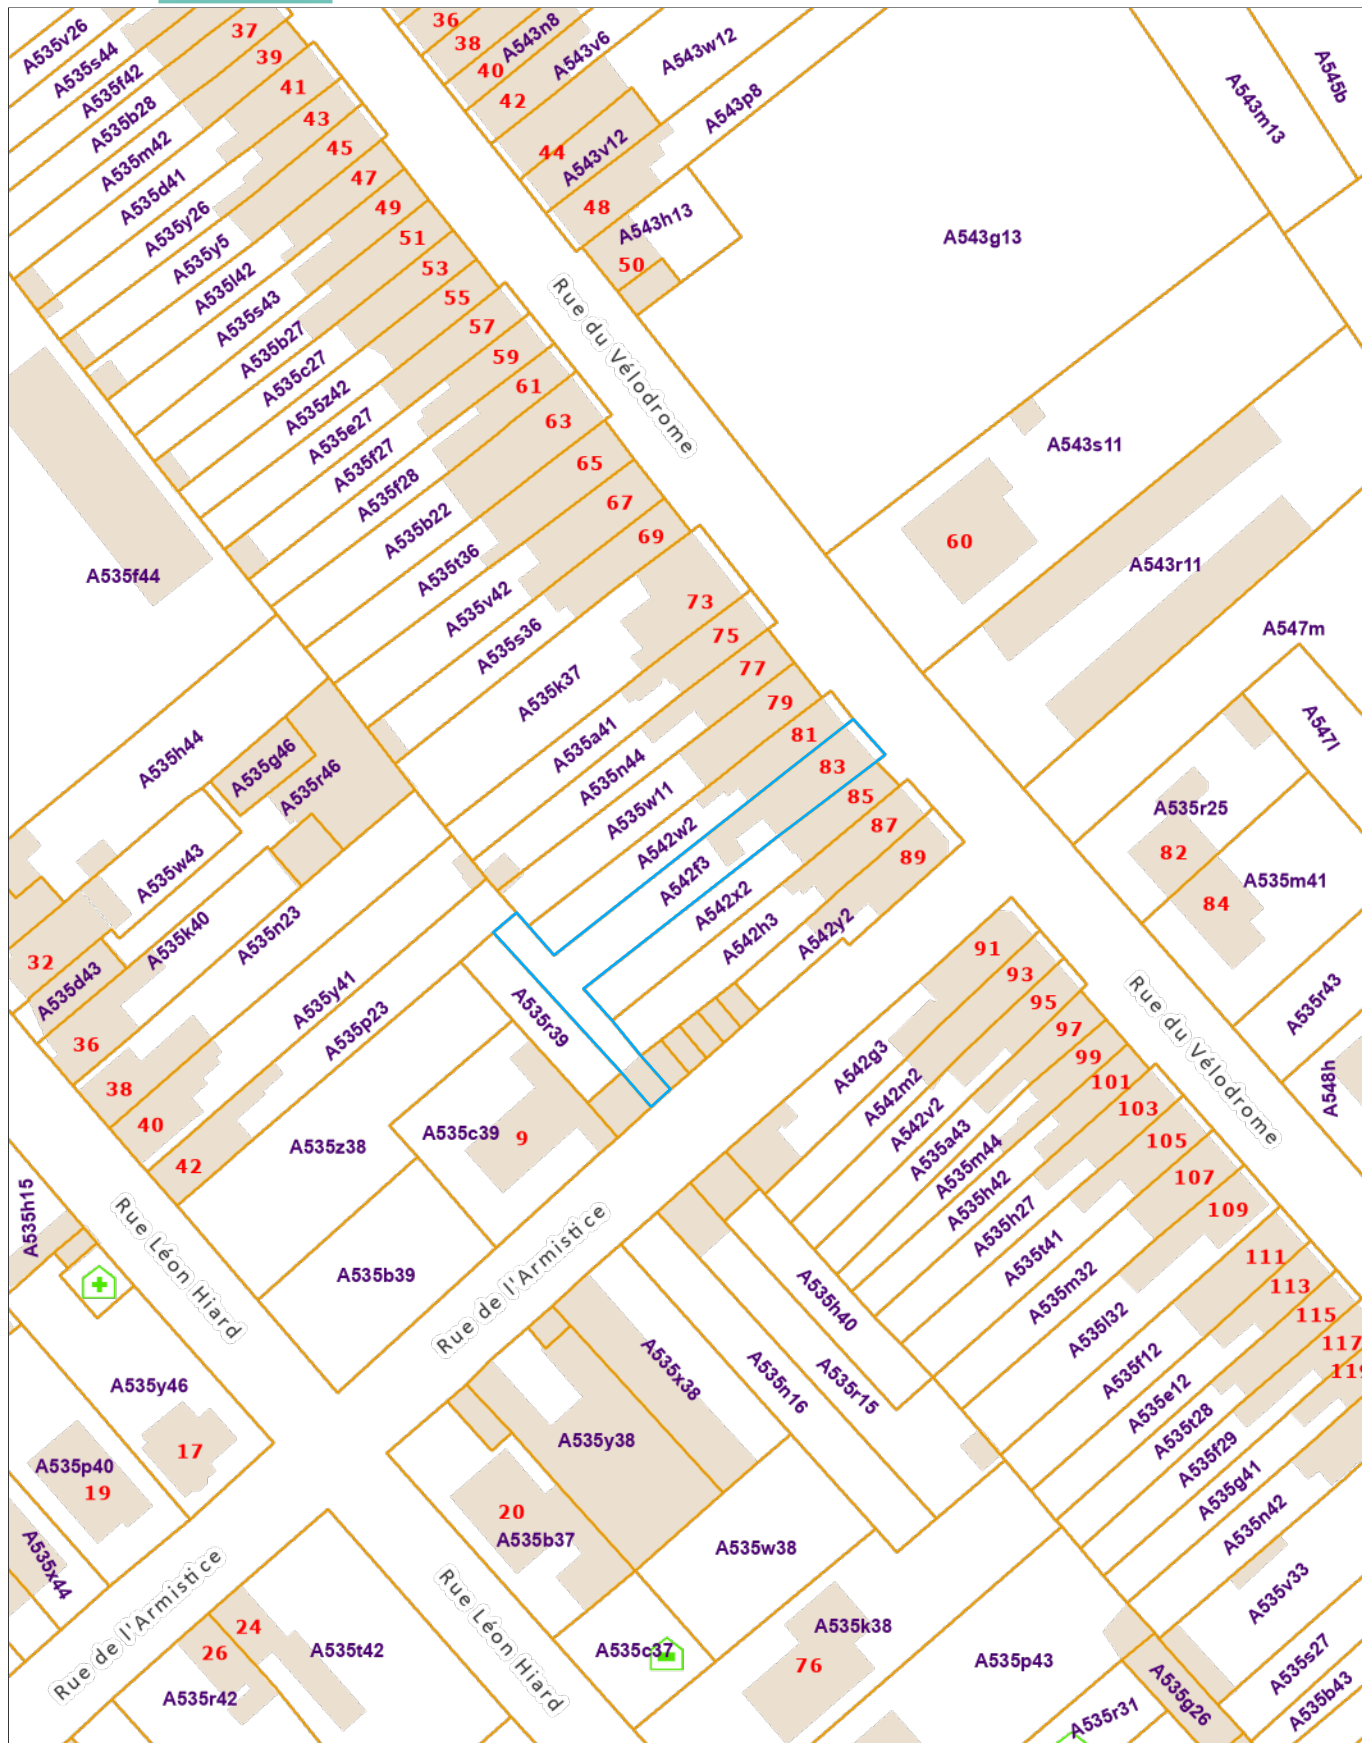 A535v26
37
36
A543n8
A535s44
39
38
A543v6
A543w12
A535f42
41
40
A543m13
A545b
A535b28
43
42
A543p8
A535m42
45
44
A543v12
A535d41
47
48
A543h13
A535y26
49
50
A543g13
A535y5
51
A535l42
53
Rue du Vélodrome
A535s43
55
A535b27
57
A535c27
59
A535z42
61
A535e27
63
A543s11
A535f27
65
A535f28
67
60
A535b22
69
A543r11
A535f44
A535t36
A535v42
73
A547m
A535s36
75
A535k37
77
A547l
A535h44
79
A535g46
A535a41
81
A535r46
A535n44
83
A535r25
A535w11
85
82
A535w43
A542w2
87
A535m41
A542f3
89
84
A535k40
A542x2
A535n23
A542h3
A542y2
32
91
A535d43
93
A535r43
A535y41
A535r39
95
Rue du Vélodrome
A535p23
97
36
A542g3
99
A548h
38
A542m2
101
40
A542v2
103
A535c39
9
A535a43
105
42
A535z38
A535m44
107
A535h15
A535h42
109
Rue Léon Hiard
A535h27
111
A535b39
Rue de l'Armistice
A535t41
113
A535h40
A535m32
115
A535l32
117
A535y46
A535x38
A535n16
A535r15
A535f12
119
17
A535y38
A535e12
A535p40
A535t28
19
A535f29
20
A535g41
A535b37
A535n42
A535x44
A535w38
Rue de l'Armistice
Rue Léon Hiard
A535v33
24
A535k38
26
A535t42
A535c37
76
A535p43
A535s27
A535r42
A535g26
A535b43
A535r31